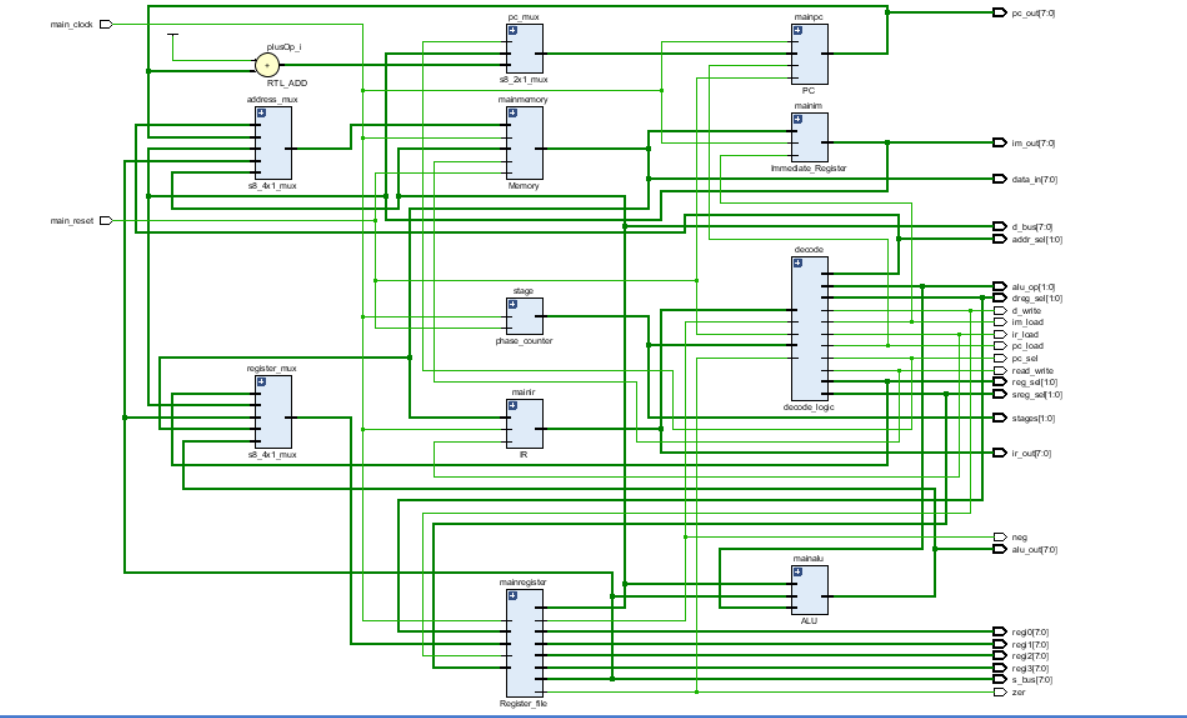 main_clock
plusOp_i
+
RTL_ADD
pc_mux
s8_2x1_mux
mainpc
PC
pc_out[7:0]
address_mux
s8_4x1_mux
mainmemory
Memory
mainim
Immediate_Register
im_out[7:0]
data_in[7:0]
main_reset
d_bus[7:0]
addr_sel[1:0]
stage
phase_counter
decode
decode_logic
alu_op[1:0]
dreg_sel[1:0]
d_write
im_load
ir_load
pc_load
pc_sel
read_write
reg_sel[1:0]
sreg_sel[1:0]
stages[1:0]
register_mux
s8_4x1_mux
mainir
IR
ir_out[7:0]
neg
alu_out[7:0]
mainalu
ALU
mainregister
Register_file
regi0[7:0]
regi1[7:0]
regi2[7:0]
regi3[7:0]
s_bus[7:0]
zer